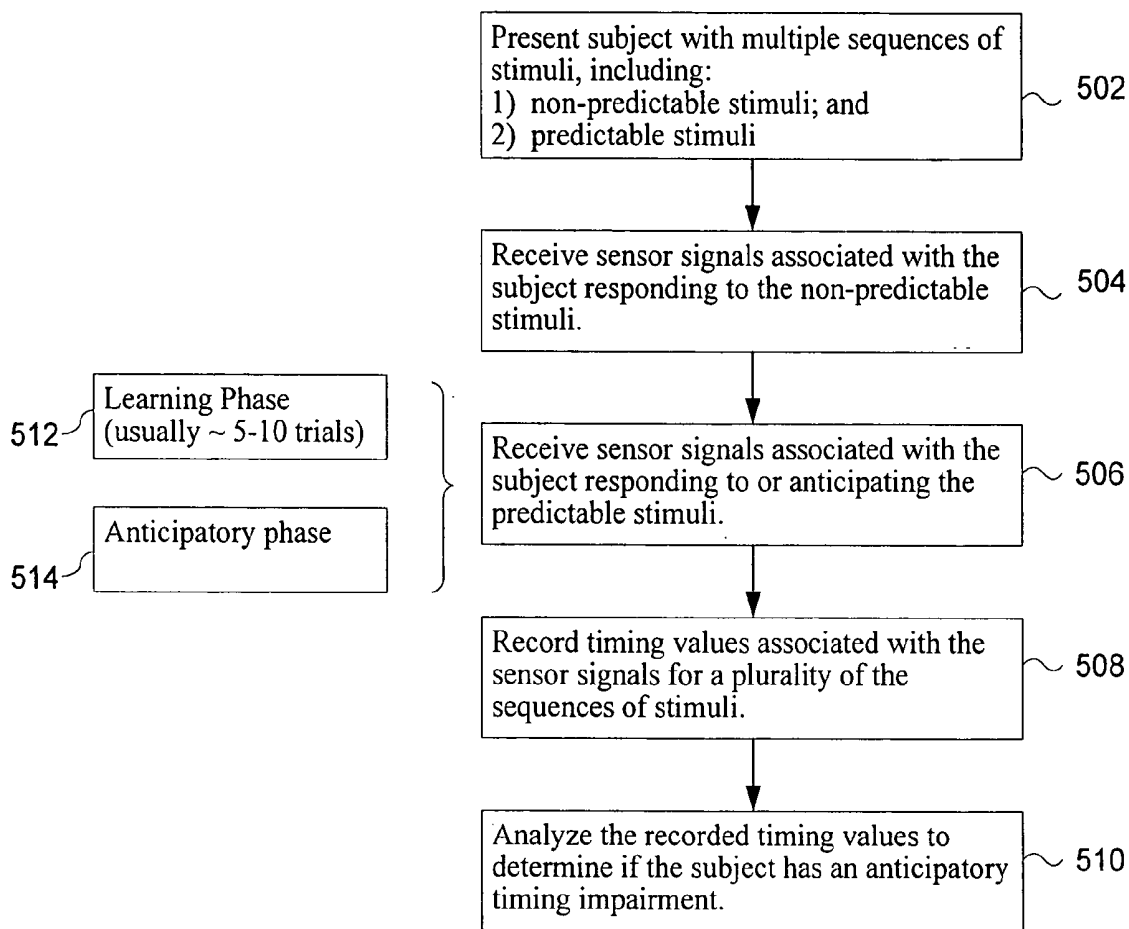 Present subject with multiple sequences of
stimuli, including:
1) non-predictable stimuli; and
2) predictable stimuli
502
Receive sensor signals associated with the
subject responding to the non-predictable
stimuli.
504
Learning Phase
(usually ~ 5-10 trials)
512
Anticipatory phase
514
Receive sensor signals associated with the
subject responding to or anticipating the
predictable stimuli.
506
Record timing values associated with the
sensor signals for a plurality of the
sequences of stimuli.
508
Analyze the recorded timing values to
determine if the subject has an anticipatory
timing impairment.
510